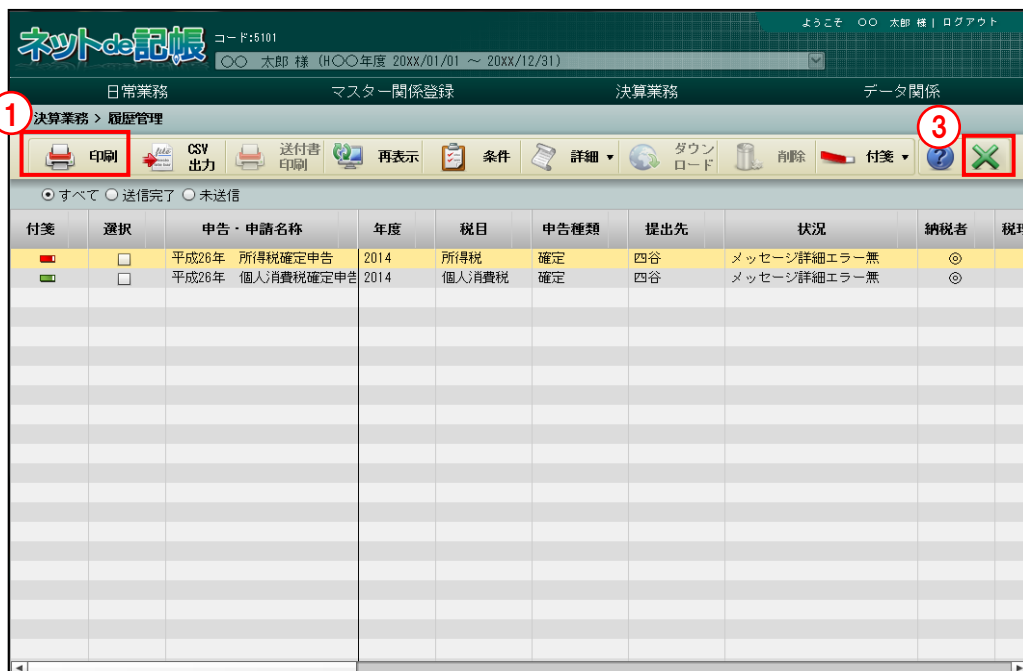 ようこそ 〇〇 太郎 様 | ログアウト
ネットde記帳 コード:5101
〇〇 太郎 様 (H〇〇年度 20XX/01/01 ～ 20XX/12/31)
日常業務 マスター関係登録 決算業務 データ関係
① ③
決算業務 > 履歴管理
印刷 CSV出力 送付書印刷 再表示 条件 詳細 ▼ ダウンロード 削除 付箋 ▼ ?
すべて 送信完了 未送信
付箋 選択 申告・申請名称 年度 税目 申告種類 提出先 状況 納税者 税理
平成26年 所得税確定申告 2014 所得税 確定 四谷 メッセージ詳細エラー無 ◎
平成26年 個人消費税確定申告 2014 個人消費税 確定 四谷 メッセージ詳細エラー無 ◎